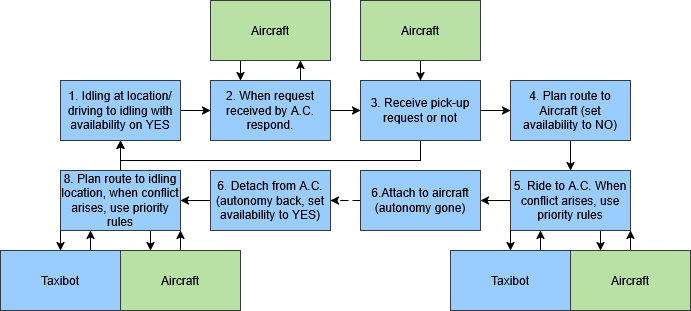 Aircraft
Aircraft
1. Idling at location/
driving to idling with
availability on YES
2. When request
received by A.C.
respond.
3. Receive pick-up
request or not
4. Plan route to
Aircraft (set
availability to NO)
8. Plan route to idling
location, when conflict
arises, use priority
rules
6. Detach from A.C.
(autonomy back, set
availability to YES)
6.Attach to aircraft
(autonomy gone)
5. Ride to A.C. When
conflict arises, use
priority rules
Taxibot
Aircraft
Taxibot
Aircraft